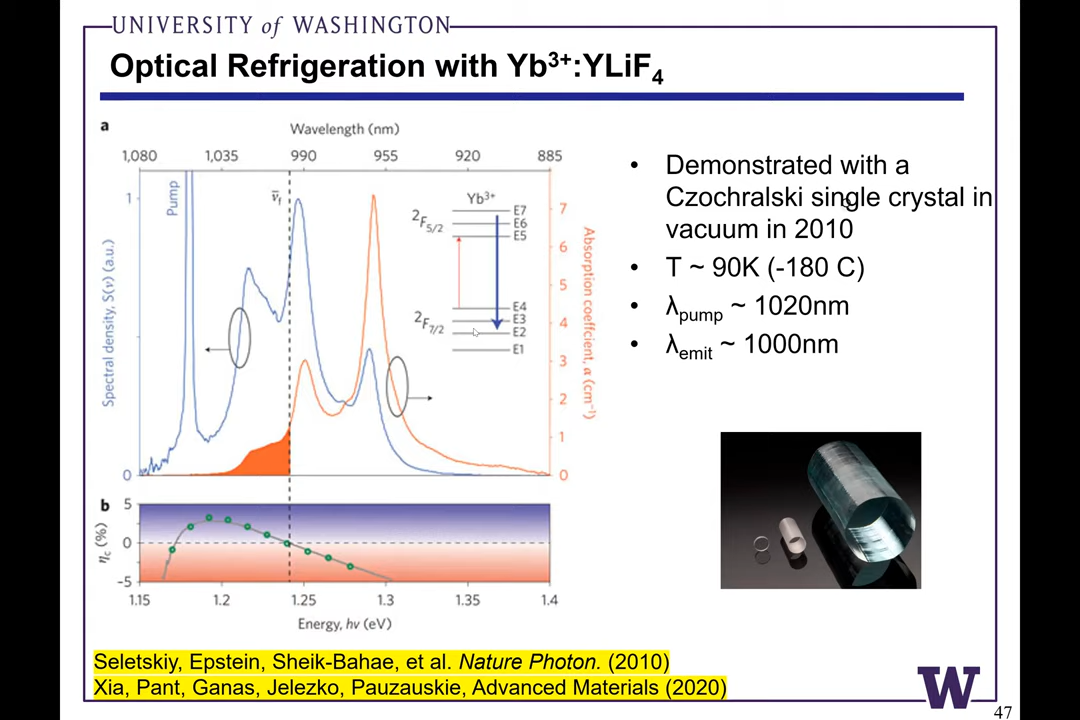 UNIVERSITY of WASHINGTON
Optical Refrigeration with Yb³⁺:YLiF₄
a
Wavelength (nm)
1,080 1,035 990 955 920 885
Pump
ν̄f
Yb³⁺
²F₅/₂
E7
E6
E5
²F₇/₂
E4
E3
E2
E1
1
0
Spectral density, S(ν) (a.u.)
7
6
5
4
3
2
1
0
Absorption coeffcient, α (cm⁻¹)
b
5
0
-5
ηc (%)
1.15 1.2 1.25 1.3 1.35 1.4
Energy, hν (eV)
• Demonstrated with a
Czochralski single crystal in
vacuum in 2010
• T ~ 90K (-180 C)
• λpump ~ 1020nm
• λemit ~ 1000nm
Seletskiy, Epstein, Sheik-Bahae, et al. Nature Photon. (2010)
Xia, Pant, Ganas, Jelezko, Pauzauskie, Advanced Materials (2020)
W
47